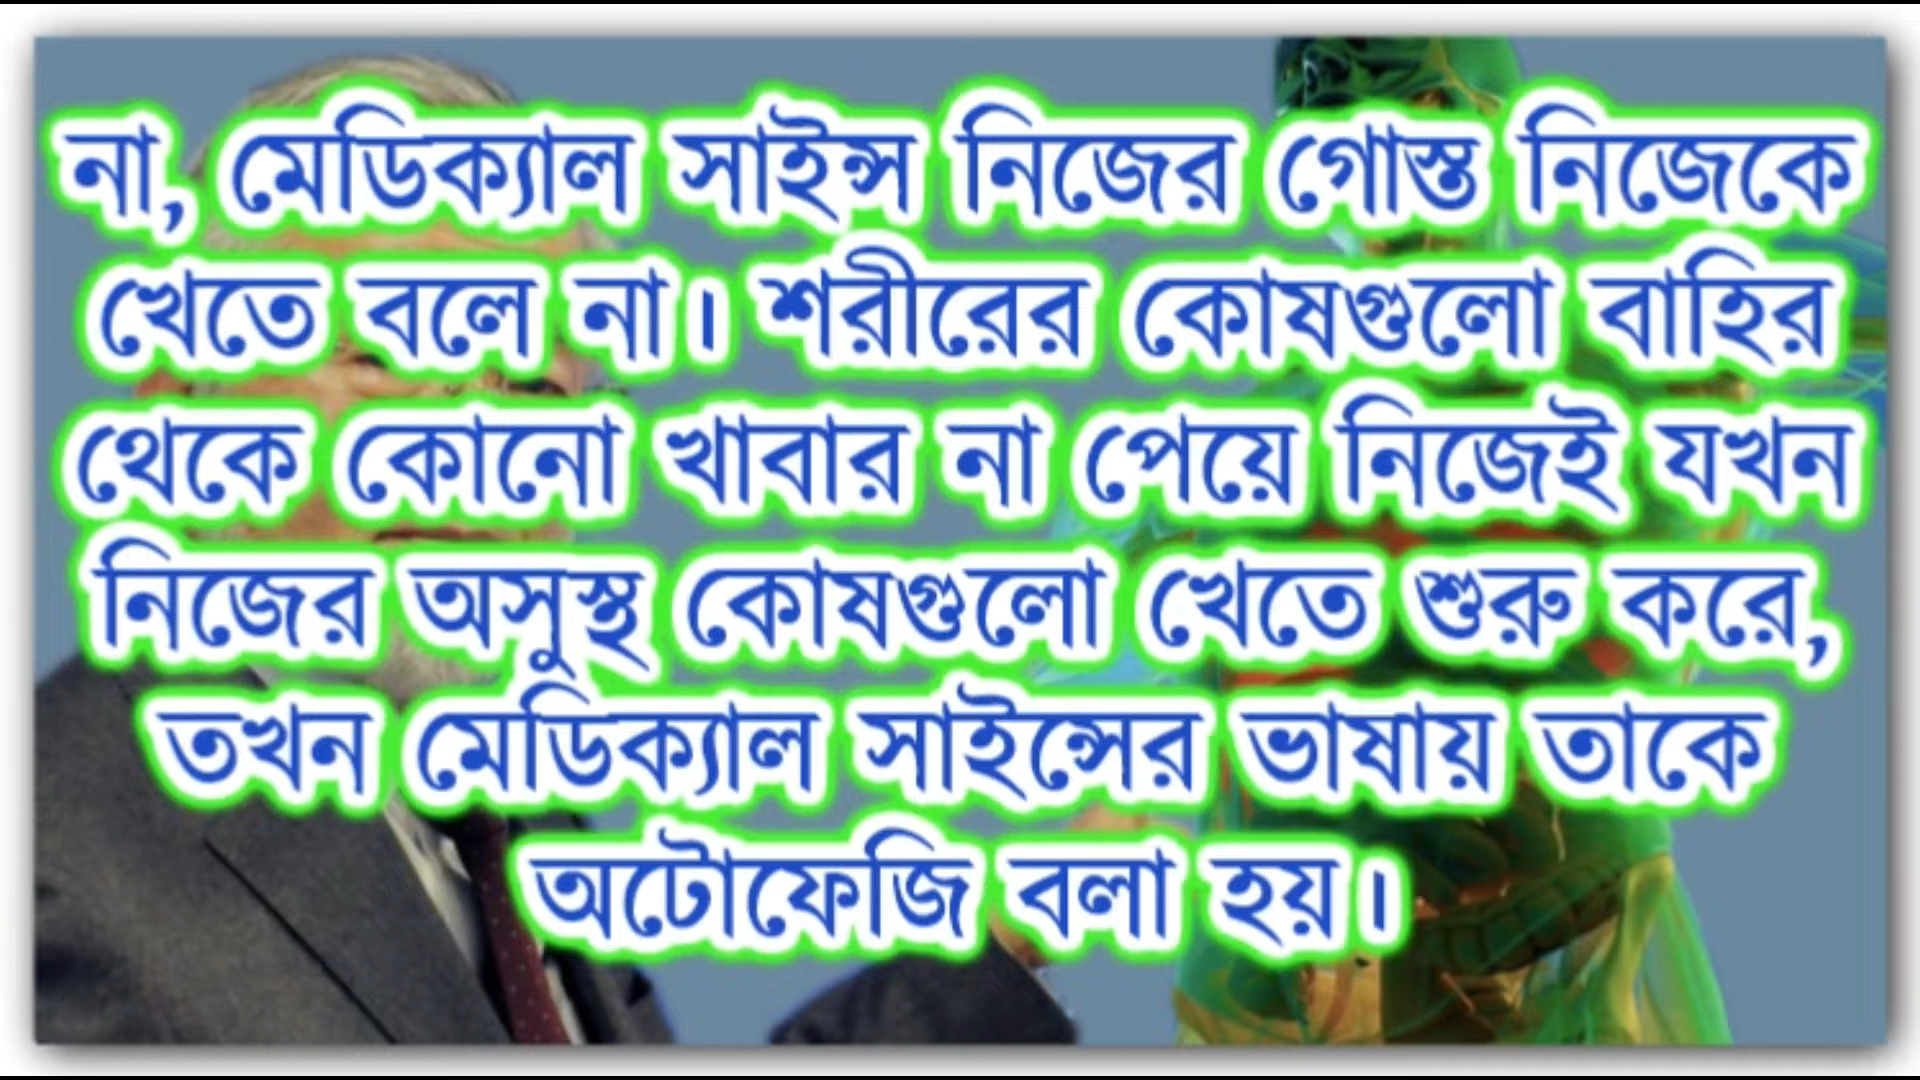 না, মেডিক্যাল সাইন্স নিজের গোস্ত নিজেকে
খেতে বলে না। শরীরের কোষগুলো বাহির
থেকে কোনো খাবার না পেয়ে নিজেই যখন
নিজের অসুস্থ কোষগুলো খেতে শুরু করে,
তখন মেডিক্যাল সাইন্সের ভাষায় তাকে
অটোফেজি বলা হয়।